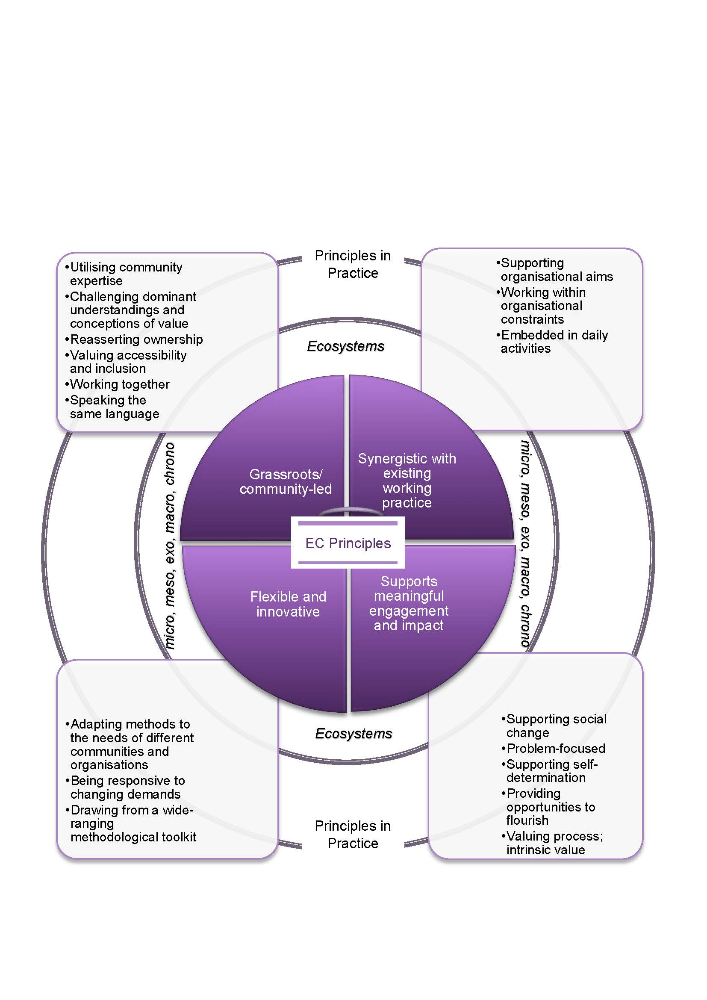 Principles in
Practice
•Utilising community
expertise
•Challenging dominant
understandings and
conceptions of value
•Reasserting ownership
•Valuing accessibility
and inclusion
•Working together
•Speaking the
same language
•Supporting
organisational aims
•Working within
organisational
constraints
•Embedded in daily
activities
Ecosystems
micro, meso, exo, macro, chrono
Grassroots/
community-led
Synergistic with
existing
working
practice
micro, meso, exo, macro, chrono
EC Principles
Flexible and
innovative
Supports
meaningful
engagement
and impact
Ecosystems
•Adapting methods to
the needs of different
communities and
organisations
•Being responsive to
changing demands
•Drawing from a wide-
ranging
methodological toolkit
•Supporting social
change
•Problem-focused
•Supporting self-
determination
•Providing
opportunities to
flourish
•Valuing process;
intrinsic value
Principles in
Practice